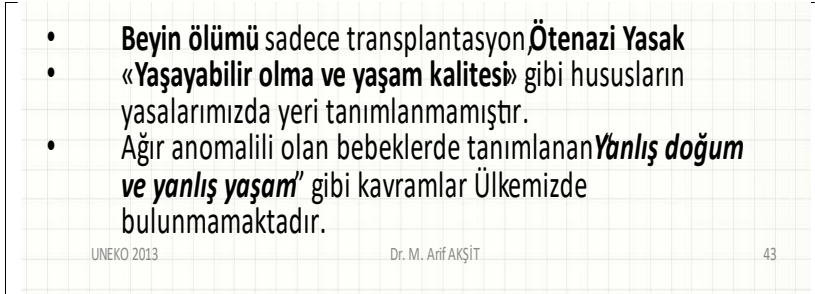 • Beyin ölümü sadece transplantasyon, Ötenazi Yasak
• «Yaşayabilir olma ve yaşam kalitesi» gibi hususların
yasalarımızda yeri tanımlanmamıştır.
• Ağır anomalili olan bebeklerde tanımlanan "Yanlış doğum
ve yanlış yaşam" gibi kavramlar Ülkemizde
bulunmamaktadır.
UNEKO 2013 Dr. M. Arif AKŞİT 43